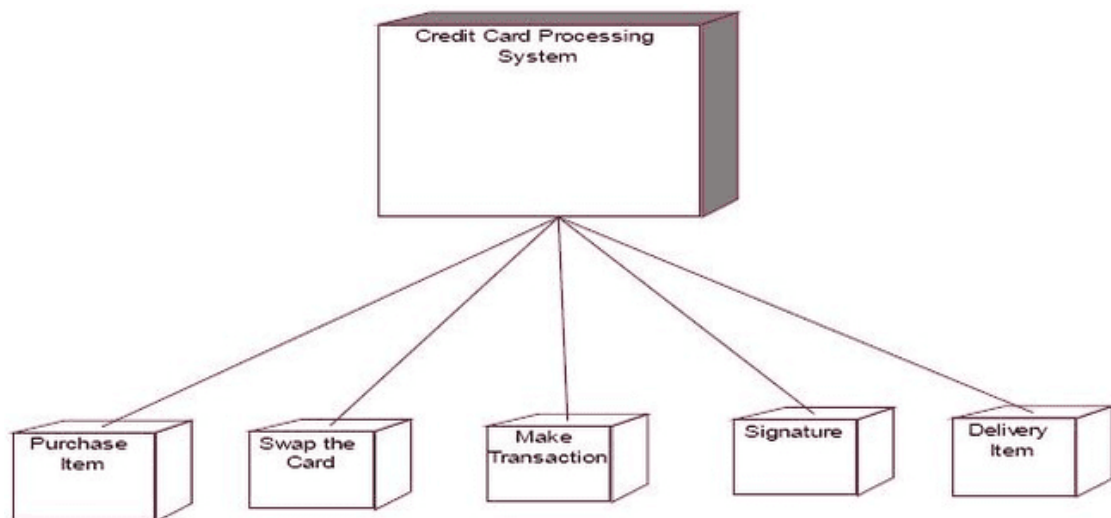 Credit Card Processing
System
Purchase
Item
Swap the
Card
Make
Transaction
Signature
Delivery
Item